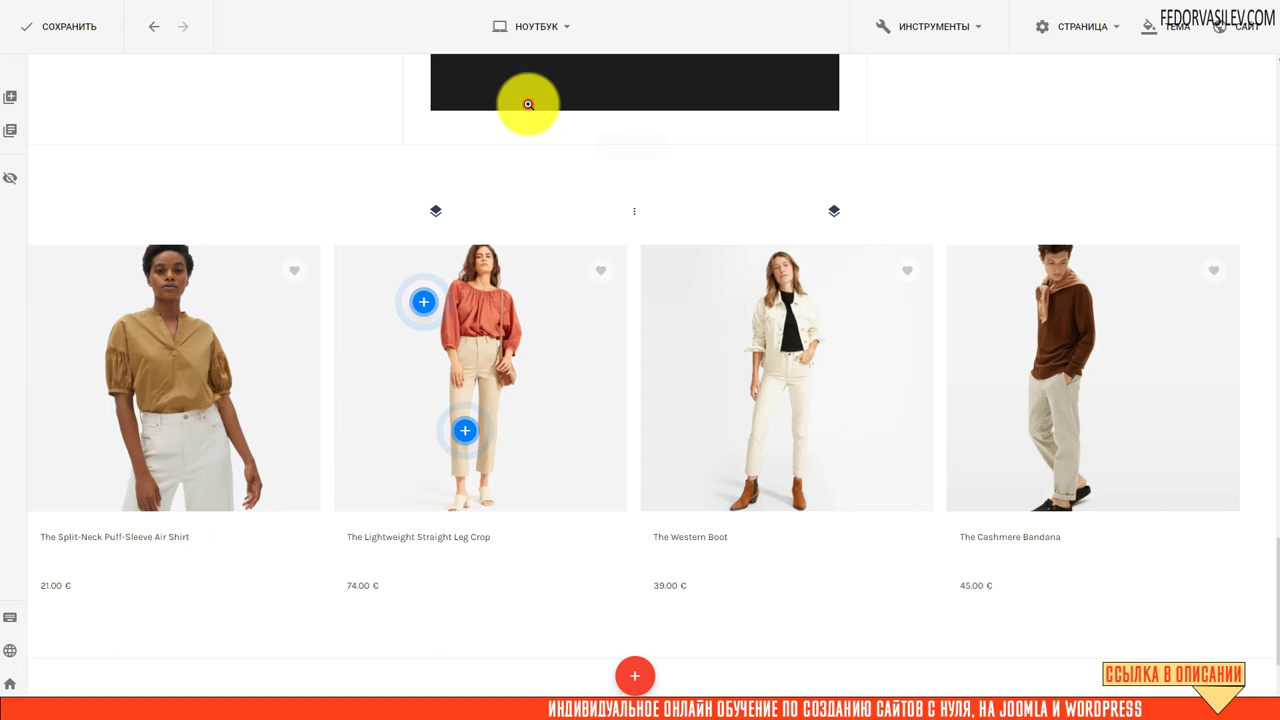 СОХРАНИТЬ
НОУТБУК
ИНСТРУМЕНТЫ
СТРАНИЦА
ТЕМА
САЙТ
FEDORVASILEV.COM
The Split-Neck Puff-Sleeve Air Shirt
The Lightweight Straight Leg Crop
The Western Boot
The Cashmere Bandana
21.00 €
74.00 €
39.00 €
45.00 €
ССЫЛКА В ОПИСАНИИ
ИНДИВИДУАЛЬНОЕ ОНЛАЙН ОБУЧЕНИЕ ПО СОЗДАНИЮ САЙТОВ С НУЛЯ, НА JOOMLA И WORDPRESS